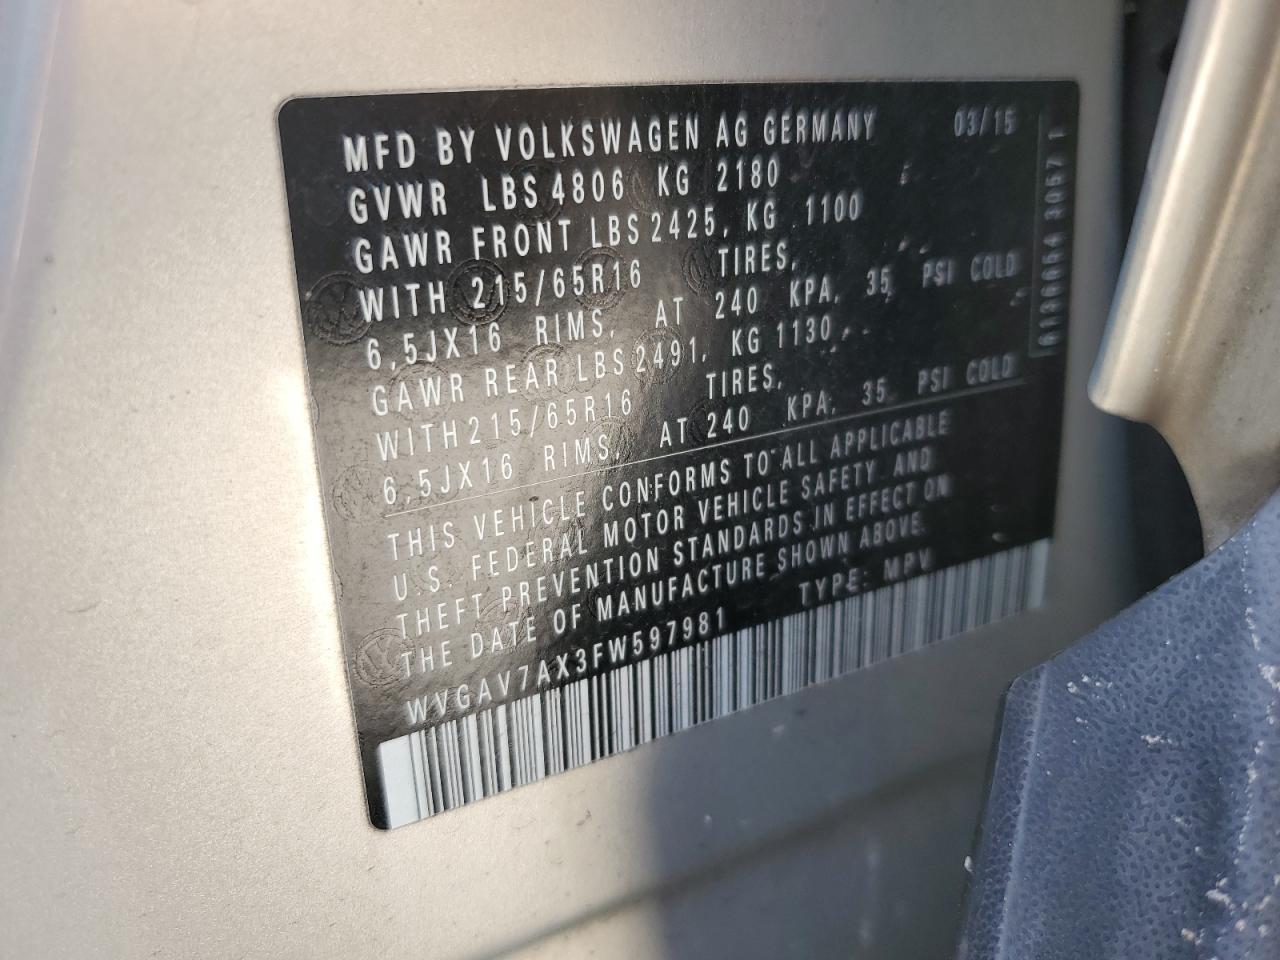 MFD BY VOLKSWAGEN AG GERMANY 03/15
GVWR LBS 4806 KG 2180
GAWR FRONT LBS 2425, KG 1100
WITH 215/65R16 TIRES,
6,5JX16 RIMS, AT 240 KPA, 35 PSI COLD
GAWR REAR LBS 2491, KG 1130,
WITH 215/65R16 TIRES,
6,5JX16 RIMS, AT 240 KPA, 35 PSI COLD
THIS VEHICLE CONFORMS TO ALL APPLICABLE
U.S. FEDERAL MOTOR VEHICLE SAFETY AND
THEFT PREVENTION STANDARDS IN EFFECT ON
THE DATE OF MANUFACTURE SHOWN ABOVE.
WVGAV7AX3FW597981 TYPE: MPV